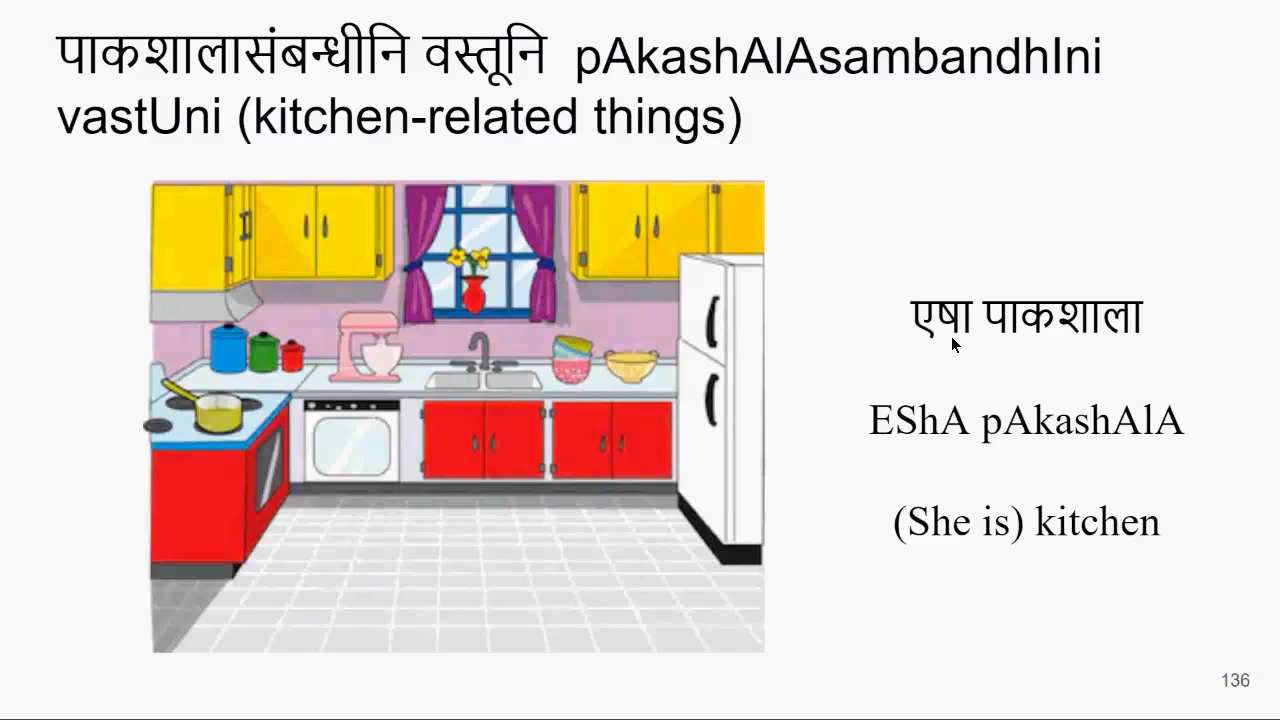 पाकशालासंबन्धीनि वस्तूनि pAkashAlAsambandhIni
vastUni (kitchen-related things)
एषा पाकशाला
EShA pAkashAlA
(She is) kitchen
136